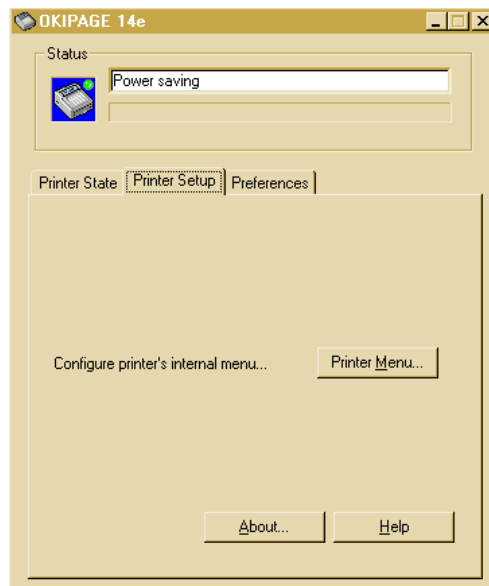 OKIPAGE 14e
Status
Power saving
Printer State Printer Setup Preferences
Configure printer's internal menu... Printer Menu...
About... Help